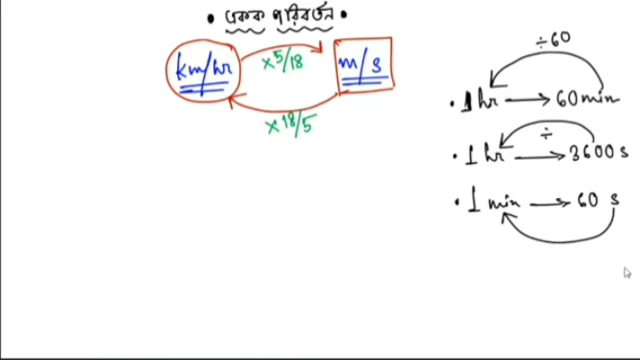 • একক পরিবর্তন •
km/hr ×5/18 m/s
×18/5
÷60
• 1 hr → 60 min
÷
• 1 hr → 3600 s
• 1 min → 60 s